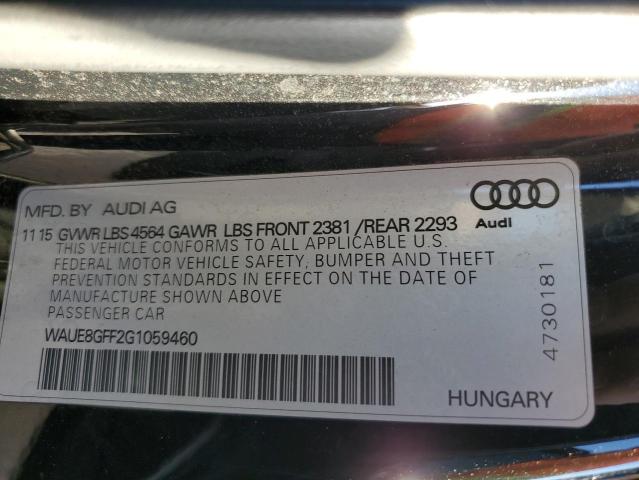 MFD. BY AUDI AG
11 15 GVWR LBS 4564 GAWR LBS FRONT 2381 /REAR 2293
THIS VEHICLE CONFORMS TO ALL APPLICABLE U.S.
FEDERAL MOTOR VEHICLE SAFETY, BUMPER AND THEFT
PREVENTION STANDARDS IN EFFECT ON THE DATE OF
MANUFACTURE SHOWN ABOVE
PASSENGER CAR
WAUE8GFF2G1059460
Audi
4730181
HUNGARY